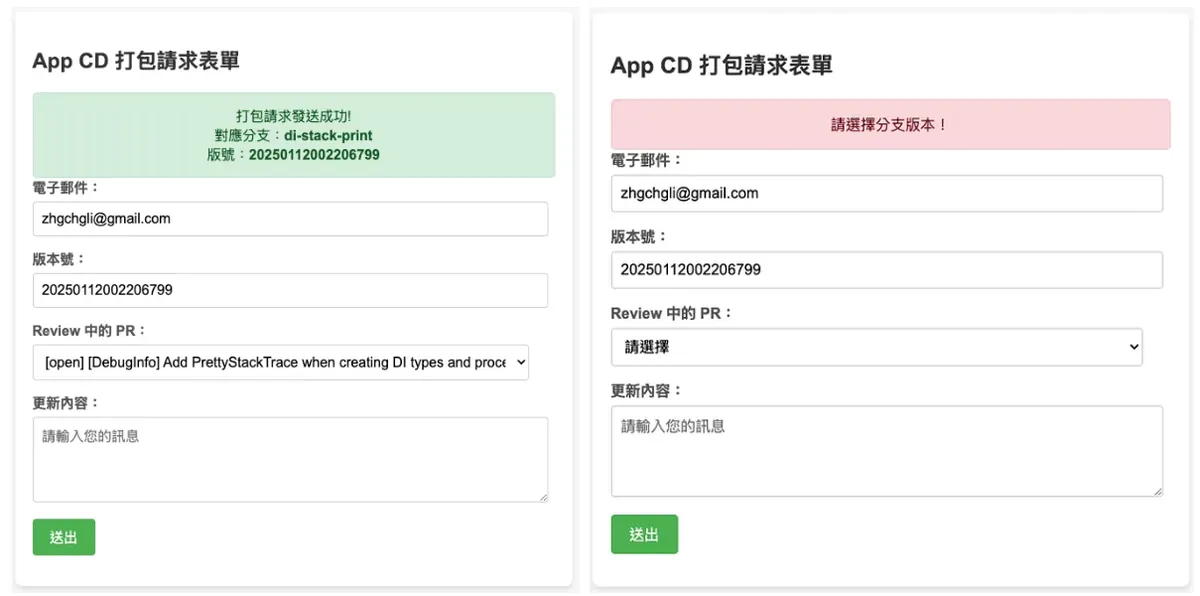 App CD 打包請求表單
打包請求發送成功!
對應分支：di-stack-print
版號：20250112002206799
電子郵件：
zhgchgli@gmail.com
版本號：
20250112002206799
Review 中的 PR：
[open] [DebugInfo] Add PrettyStackTrace when creating DI types and proce
更新內容：
請輸入您的訊息
送出
App CD 打包請求表單
請選擇分支版本！
電子郵件：
zhgchgli@gmail.com
版本號：
20250112002206799
Review 中的 PR：
請選擇
更新內容：
請輸入您的訊息
送出